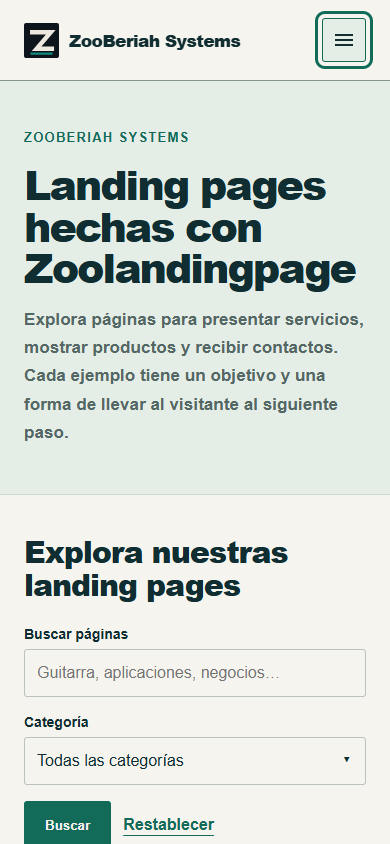 ZooBeriah Systems
ZOOBERIAH SYSTEMS
Landing pages
hechas con
Zoolandingpage
Explora páginas para presentar servicios,
mostrar productos y recibir contactos.
Cada ejemplo tiene un objetivo y una
forma de llevar al visitante al siguiente
paso.
Explora nuestras
landing pages
Buscar páginas
Guitarra, aplicaciones, negocios…
Categoría
Todas las categorías
Buscar Restablecer